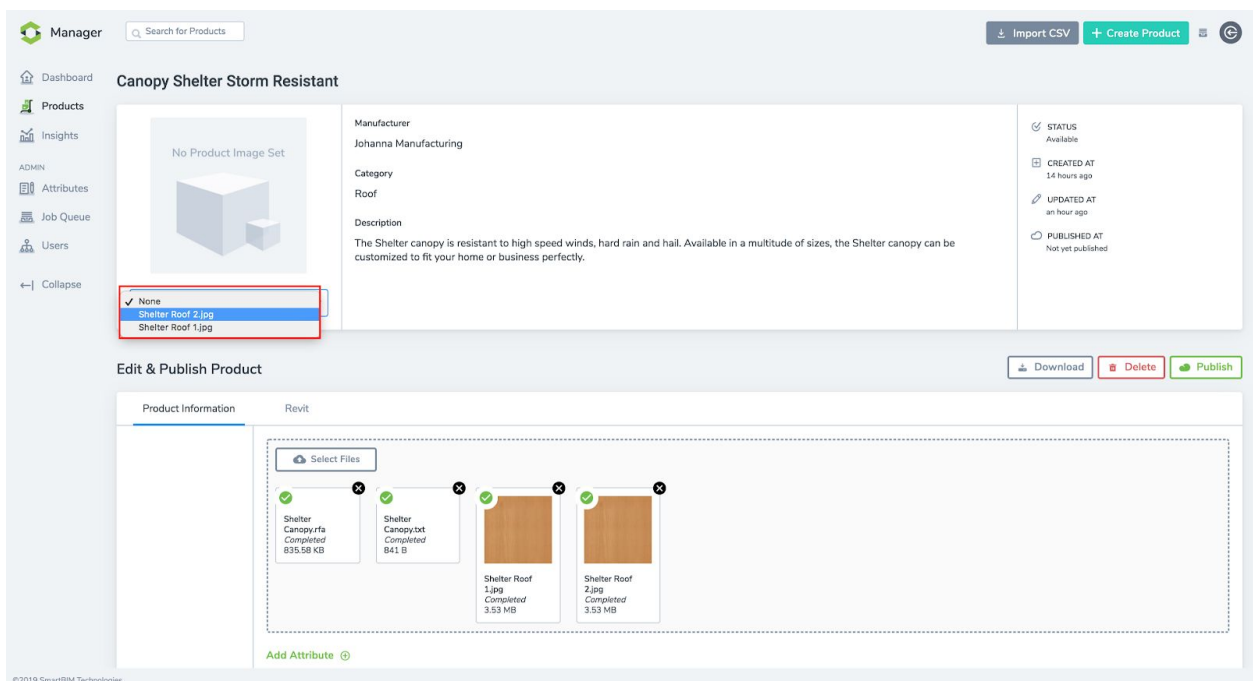 Manager
Search for Products
Import CSV
+ Create Product
Dashboard
Products
Insights
ADMIN
Attributes
Job Queue
Users
Collapse
Canopy Shelter Storm Resistant
No Product Image Set
None
Shelter Roof 2.jpg
Shelter Roof 1.jpg
Manufacturer
Johanna Manufacturing
Category
Roof
Description
The Shelter canopy is resistant to high speed winds, hard rain and hail. Available in a multitude of sizes, the Shelter canopy can be
customized to fit your home or business perfectly.
STATUS
Available
CREATED AT
14 hours ago
UPDATED AT
an hour ago
PUBLISHED AT
Not yet published
Edit & Publish Product
Download
Delete
Publish
Product Information
Revit
Select Files
Shelter
Canopy.rfa
Completed
835.58 KB
Shelter
Canopy.txt
Completed
841 B
Shelter Roof
1.jpg
Completed
3.53 MB
Shelter Roof
2.jpg
Completed
3.53 MB
Add Attribute
©2019 SmartBIM Technologies